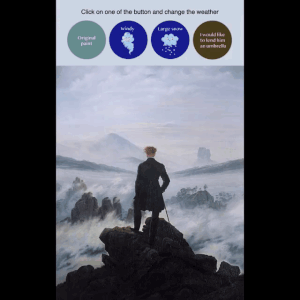 Click on one of the button and change the weather
Original
paint
Windy
Large snow
I would like
to lend him
an umbrella